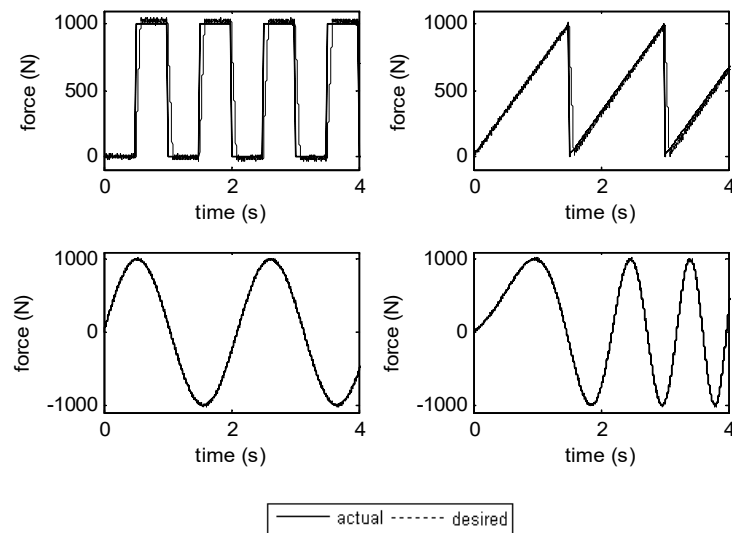 1000
500
0
force (N)
0 2 4
time (s)
1000
500
0
force (N)
0 2 4
time (s)
1000
0
-1000
force (N)
0 2 4
time (s)
1000
0
-1000
force (N)
0 2 4
time (s)
actual desired